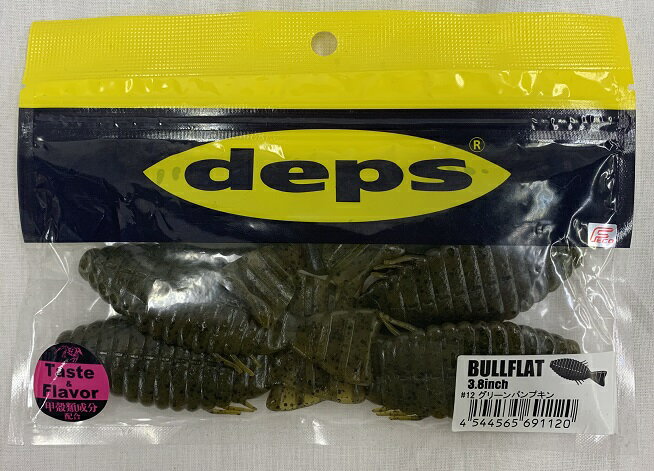 deps®
FECO
Taste
&
Flavor
甲殻類成分
配合
BULLFLAT
3.8inch
#12 グリーンパンプキン
4 544565 691120